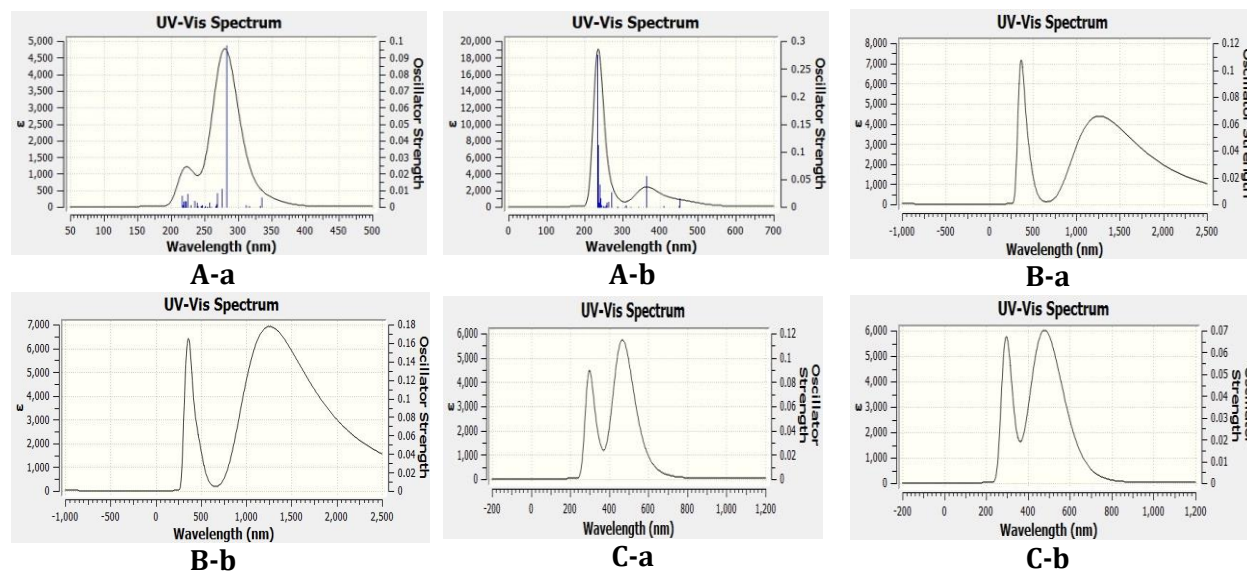 UV-Vis Spectrum
5,000
4,500
4,000
3,500
3,000
2,500
2,000
1,500
1,000
500
0
ε
0.1
0.09
0.08
0.07
0.06
0.05
0.04
0.03
0.02
0.01
0
Oscillator Strength
50 100 150 200 250 300 350 400 450 500
Wavelength (nm)
A-a
UV-Vis Spectrum
20,000
18,000
16,000
14,000
12,000
10,000
8,000
6,000
4,000
2,000
0
ε
0.3
0.25
0.2
0.15
0.1
0.05
0
Oscillator Strength
0 100 200 300 400 500 600 700
Wavelength (nm)
A-b
UV-Vis Spectrum
8,000
7,000
6,000
5,000
4,000
3,000
2,000
1,000
0
ε
0.12
0.1
0.08
0.06
0.04
0.02
0
Oscillator Strength
-1,000 -500 0 500 1,000 1,500 2,000 2,500
Wavelength (nm)
B-a
UV-Vis Spectrum
7,000
6,000
5,000
4,000
3,000
2,000
1,000
0
ε
0.18
0.16
0.14
0.12
0.1
0.08
0.06
0.04
0.02
0
Oscillator Strength
-1,000 -500 0 500 1,000 1,500 2,000 2,500
Wavelength (nm)
B-b
UV-Vis Spectrum
6,000
5,000
4,000
3,000
2,000
1,000
0
ε
0.12
0.1
0.08
0.06
0.04
0.02
0
Oscillator
Strength
-200 0 200 400 600 800 1,000 1,200
Wavelength (nm)
C-a
UV-Vis Spectrum
6,000
5,000
4,000
3,000
2,000
1,000
0
ε
0.07
0.06
0.05
0.04
0.03
0.02
0.01
0
Strength
-200 0 200 400 600 800 1,000 1,200
Wavelength (nm)
C-b